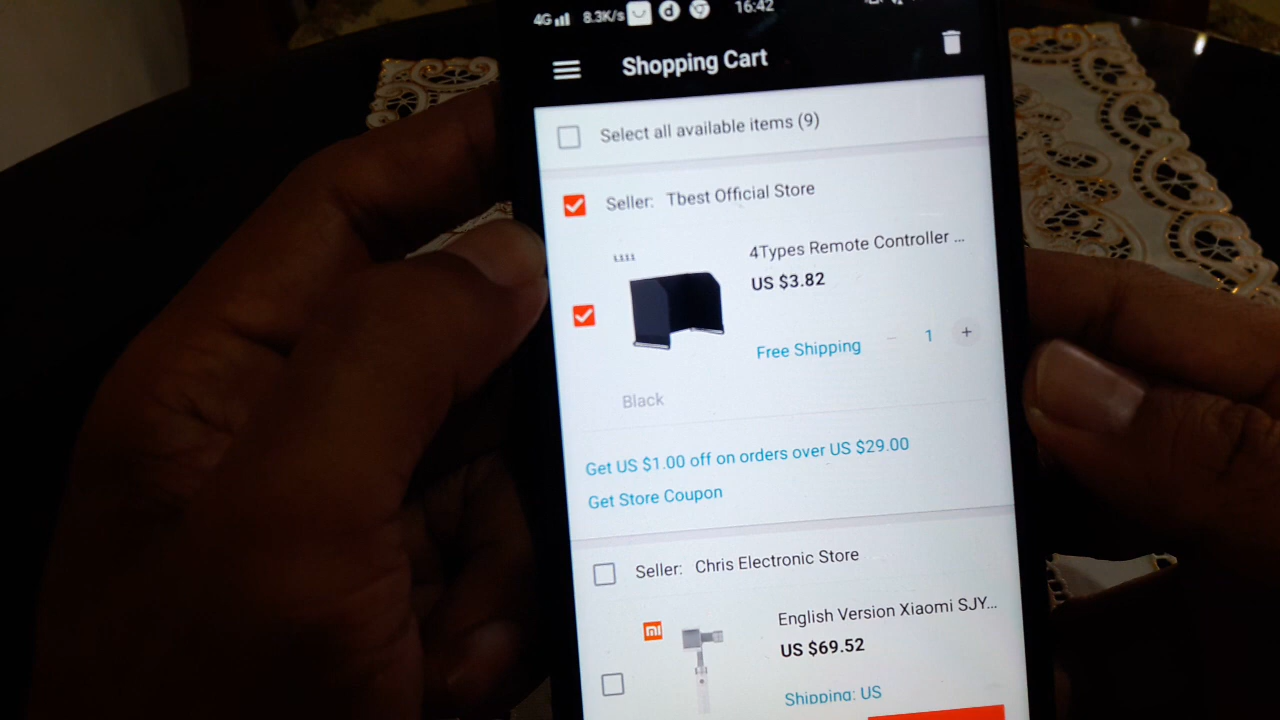 4G 8.3K/s d 16:42
Shopping Cart
Select all available items (9)
Seller: Tbest Official Store
4Types Remote Controller ...
US $3.82
Free Shipping
1 +
Black
Get US $1.00 off on orders over US $29.00
Get Store Coupon
Seller: Chris Electronic Store
mi
English Version Xiaomi SJY...
US $69.52
Shipping: US